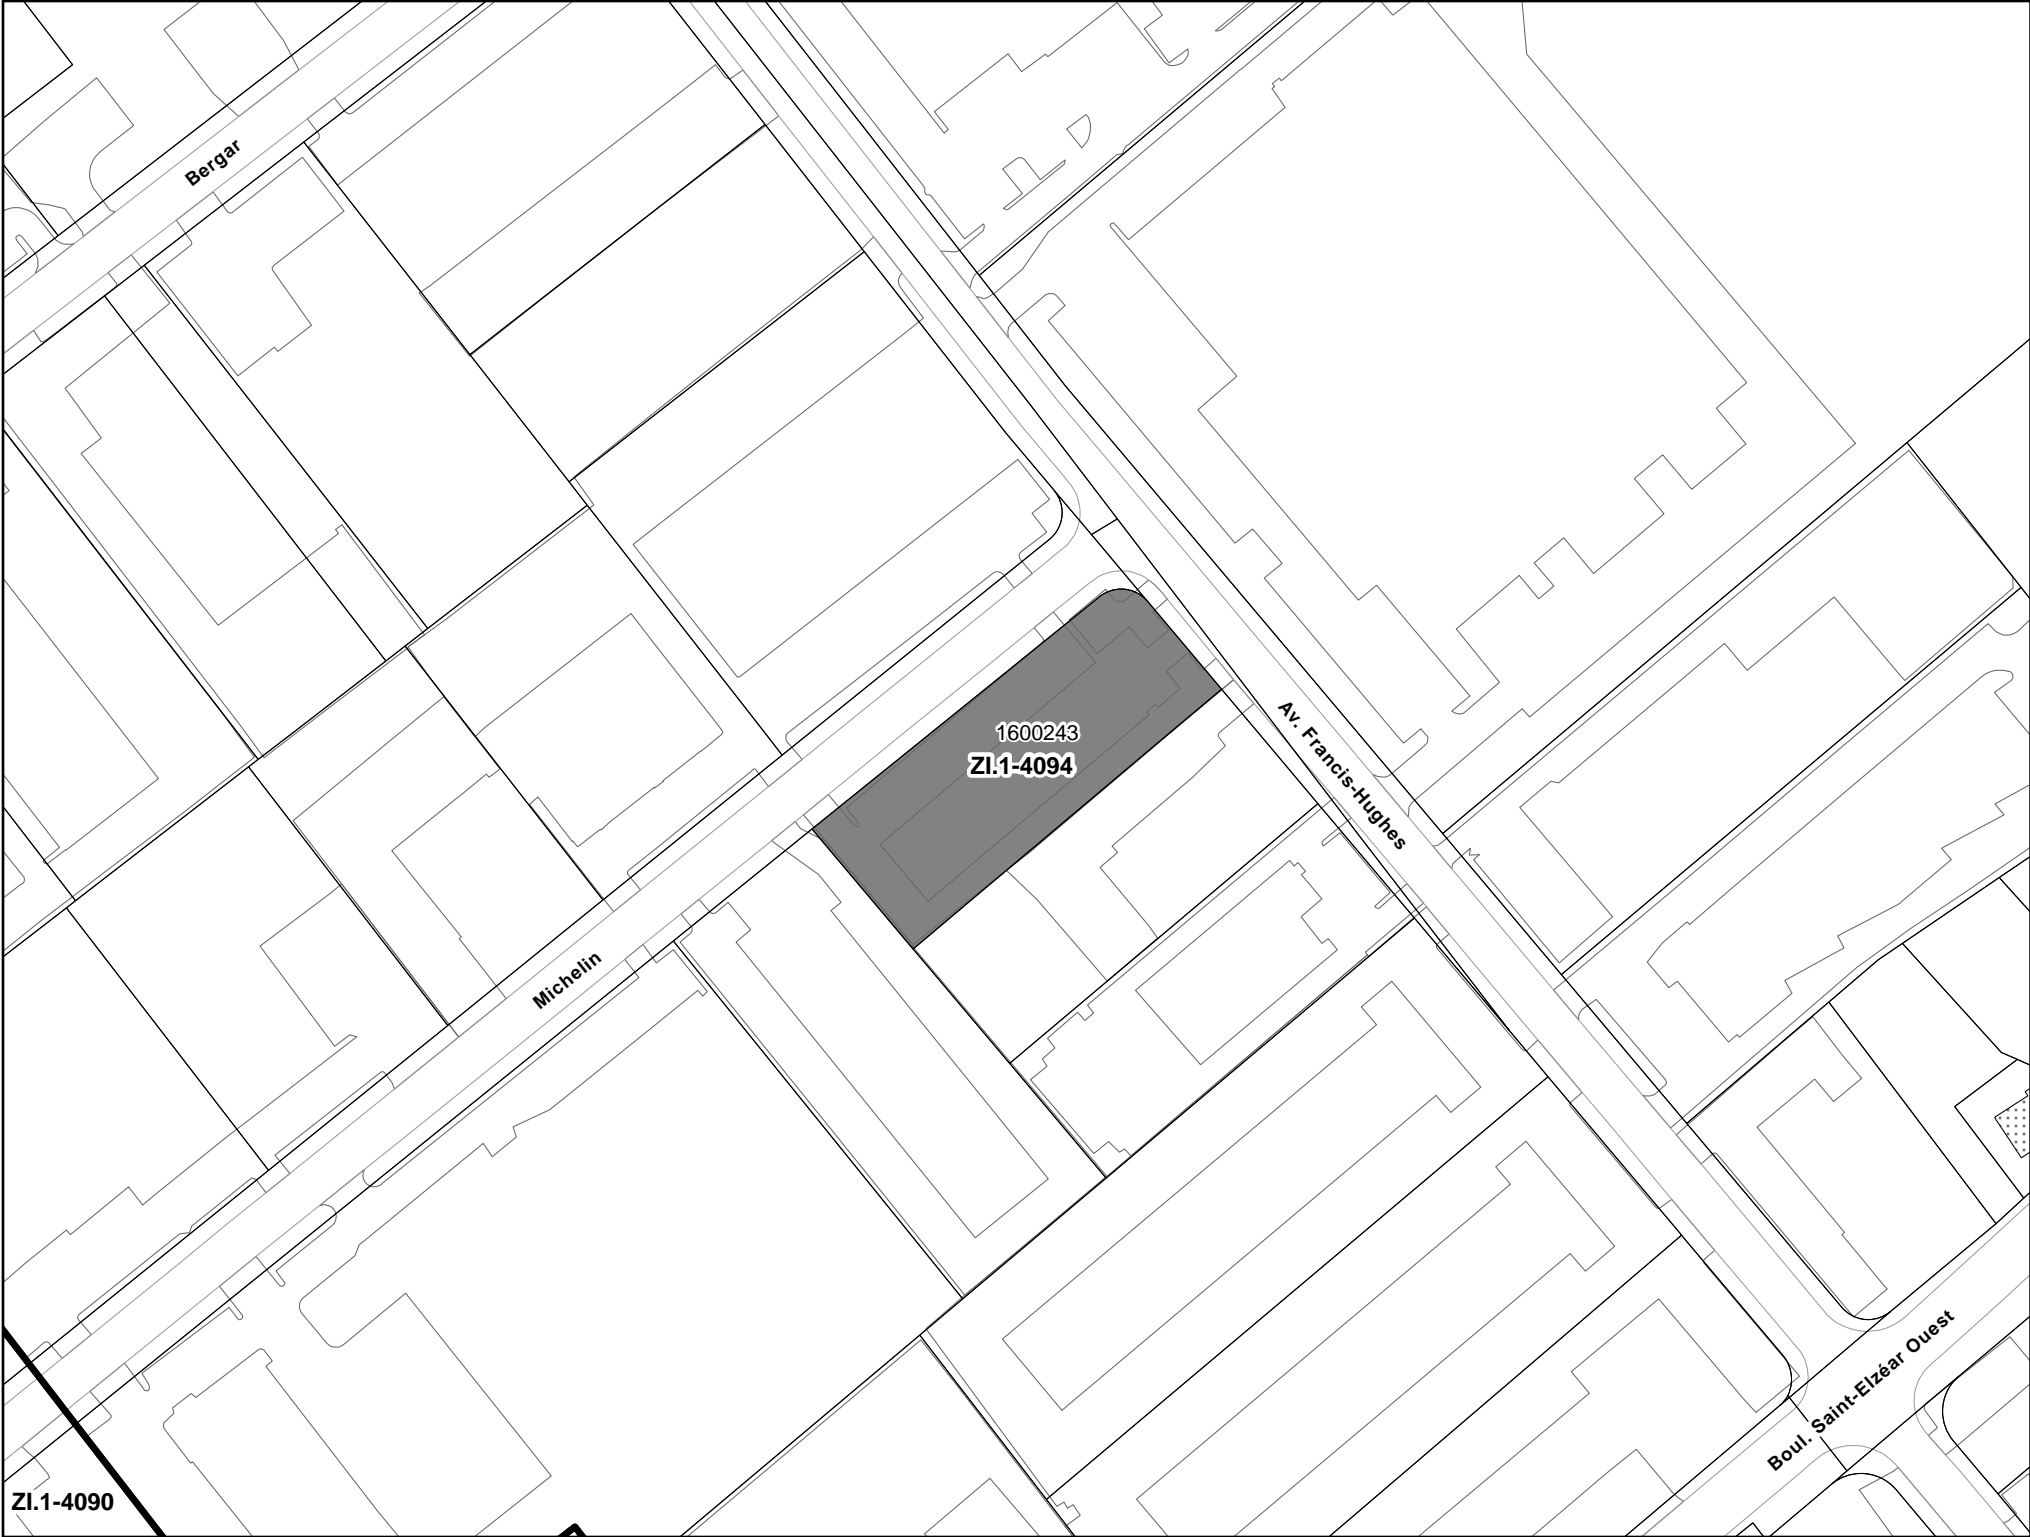 Bergar
1600243
ZI.1-4094
Av. Francis-Hughes
Michelin
Boul. Saint-Elzéar Ouest
ZI.1-4090